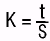 K = t/S